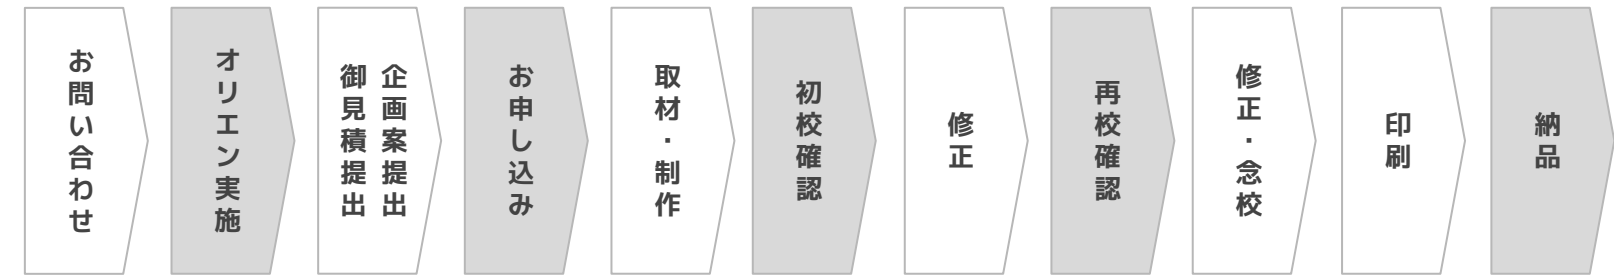 お問い合わせ
オリエン実施
企画案提出
御見積提出
お申し込み
取材・制作
初校確認
修正
再校確認
修正・念校
印刷
納品